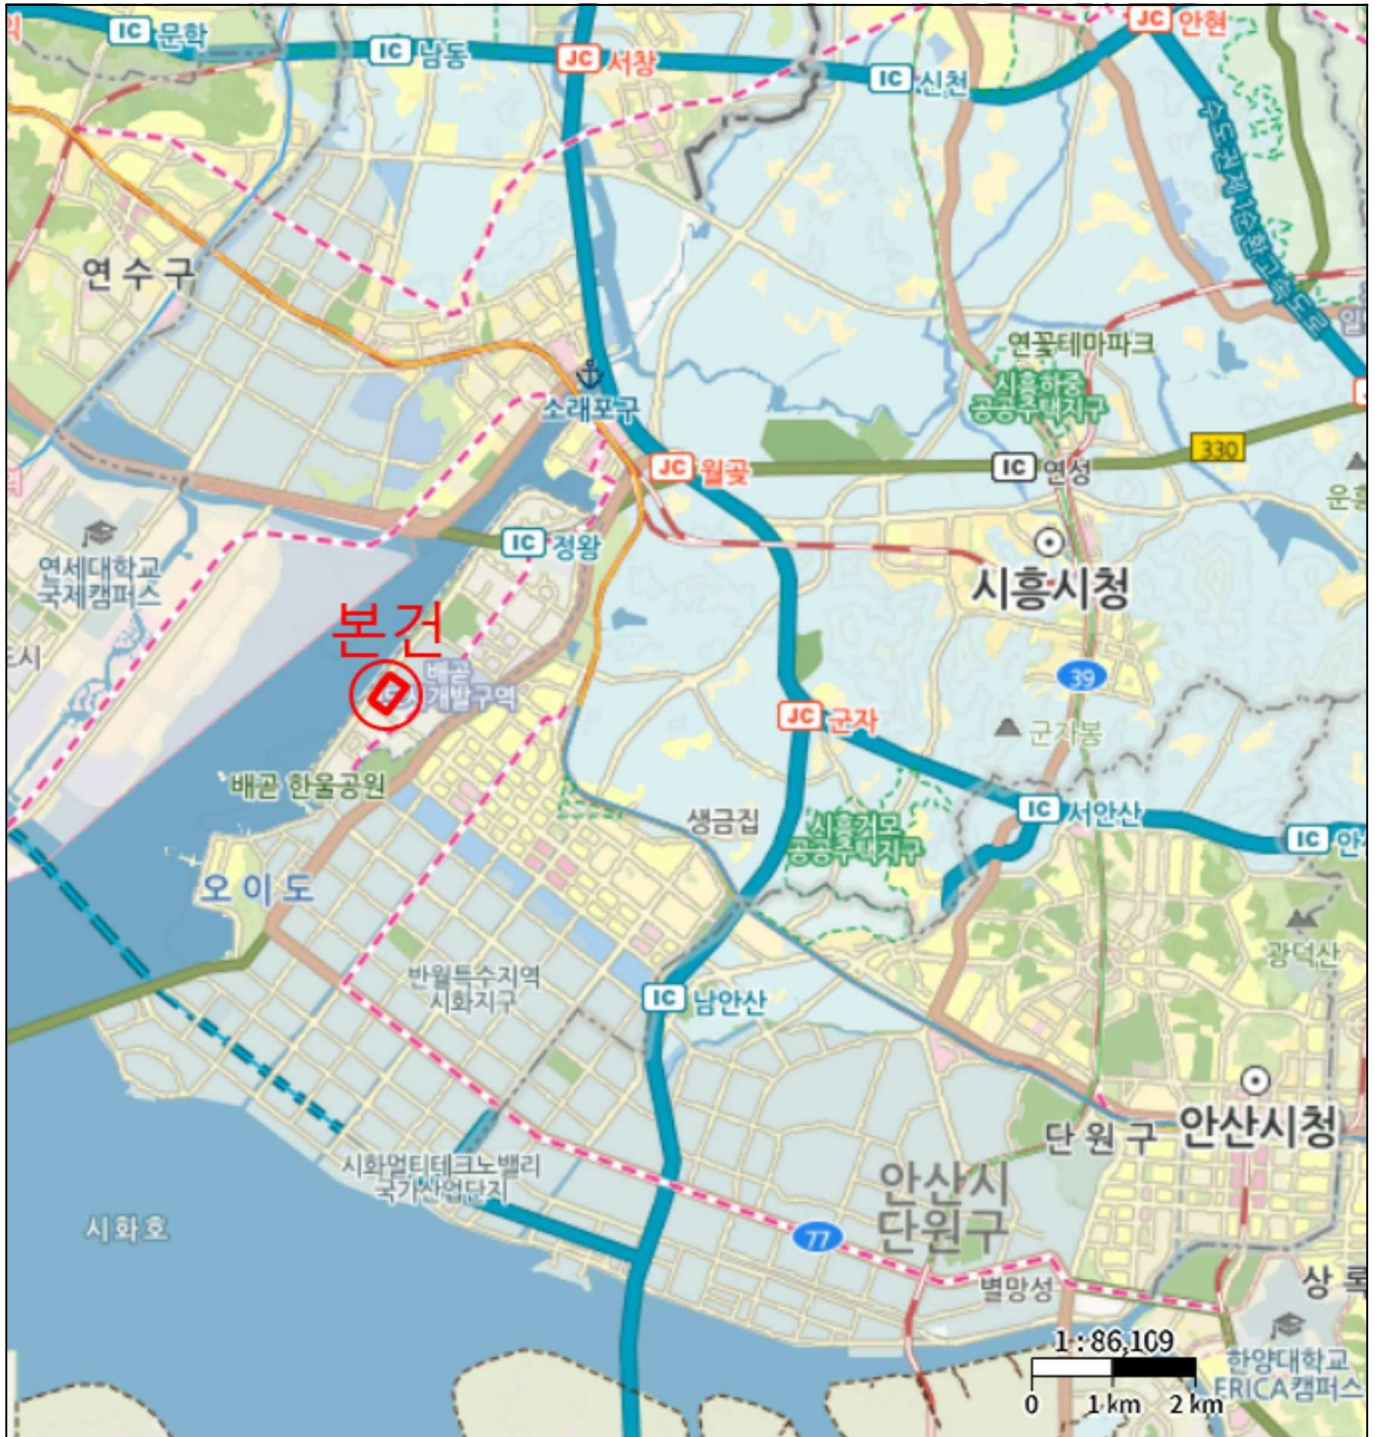 IC 문학
IC 남동
JC 서창
IC 신천
JC 안현
수도권제1순환고속도로
연수구
연꽃테마파크
시흥하중
공공주택지구
소래포구
330
JC 월곶
IC 연성
IC 정왕
연세대학교
국제캠퍼스
시흥시청
본건
배곧
개발구역
39
JC 군자
군자봉
배곧 한울공원
생금집
시흥거모
공공주택지구
IC 서안산
IC 안
오이도
광덕산
반월특수지역
시화지구
IC 남안산
단원구
안산시청
시화멀티테크노밸리
국가산업단지
안산시
단원구
시화호
77
별망성
상록
1 : 86,109
0 1 km 2 km
한양대학교
ERICA캠퍼스